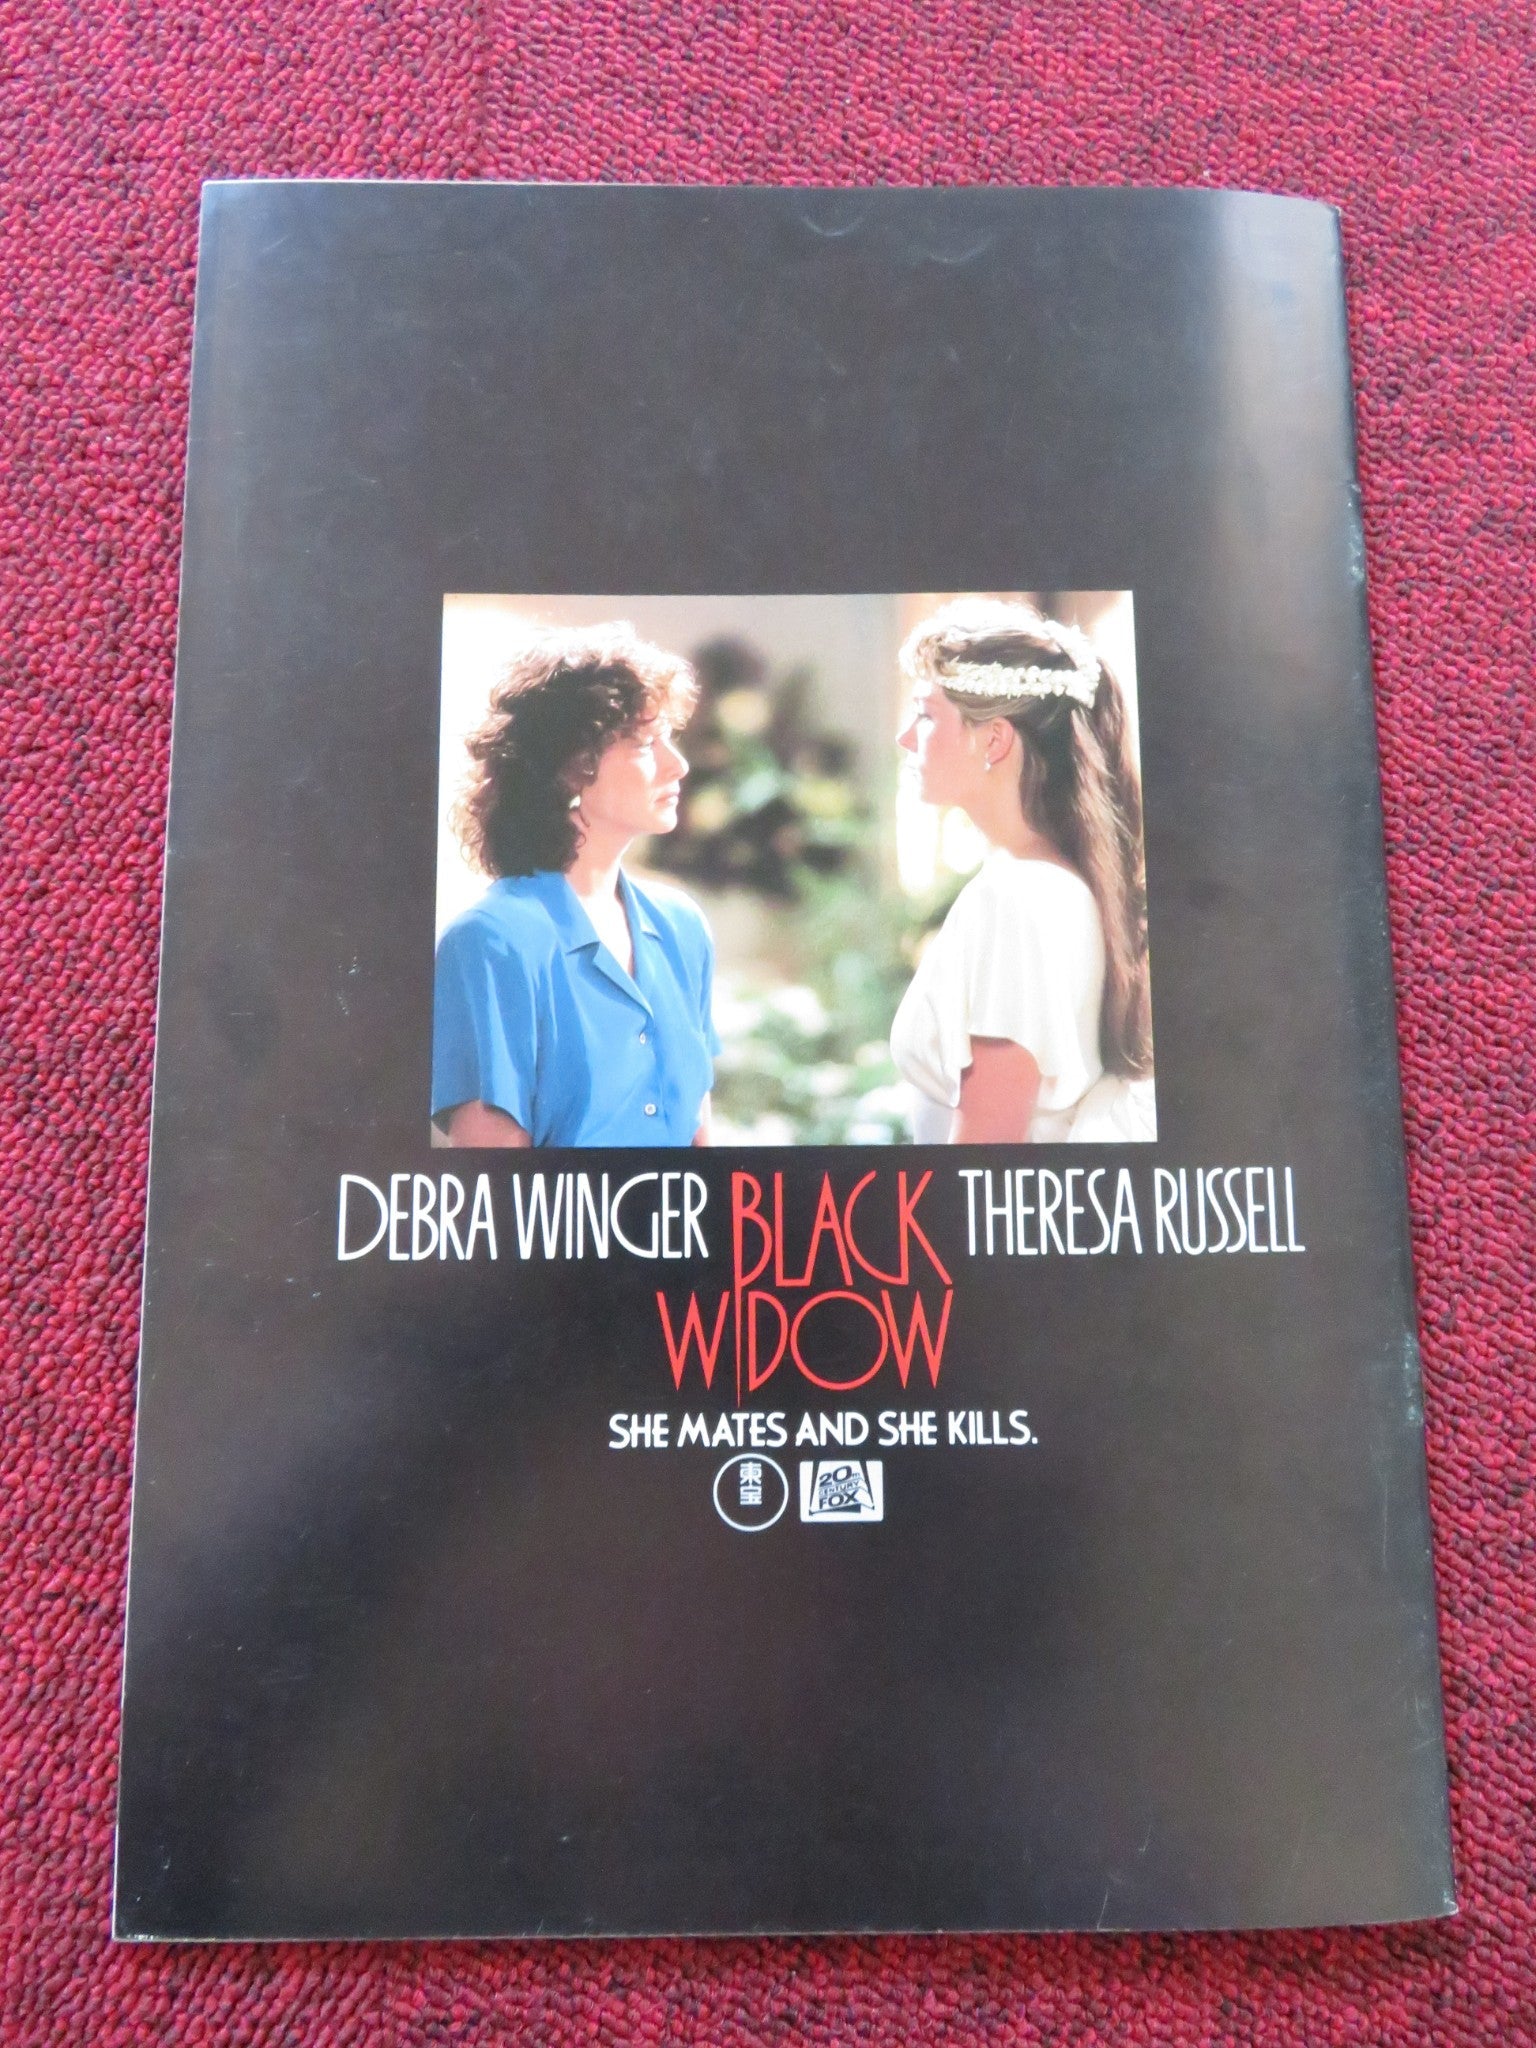 DEBRA WINGER BLACK THERESA RUSSELL
WIDOW
SHE MATES AND SHE KILLS.
東宝
20th
CENTURY
FOX